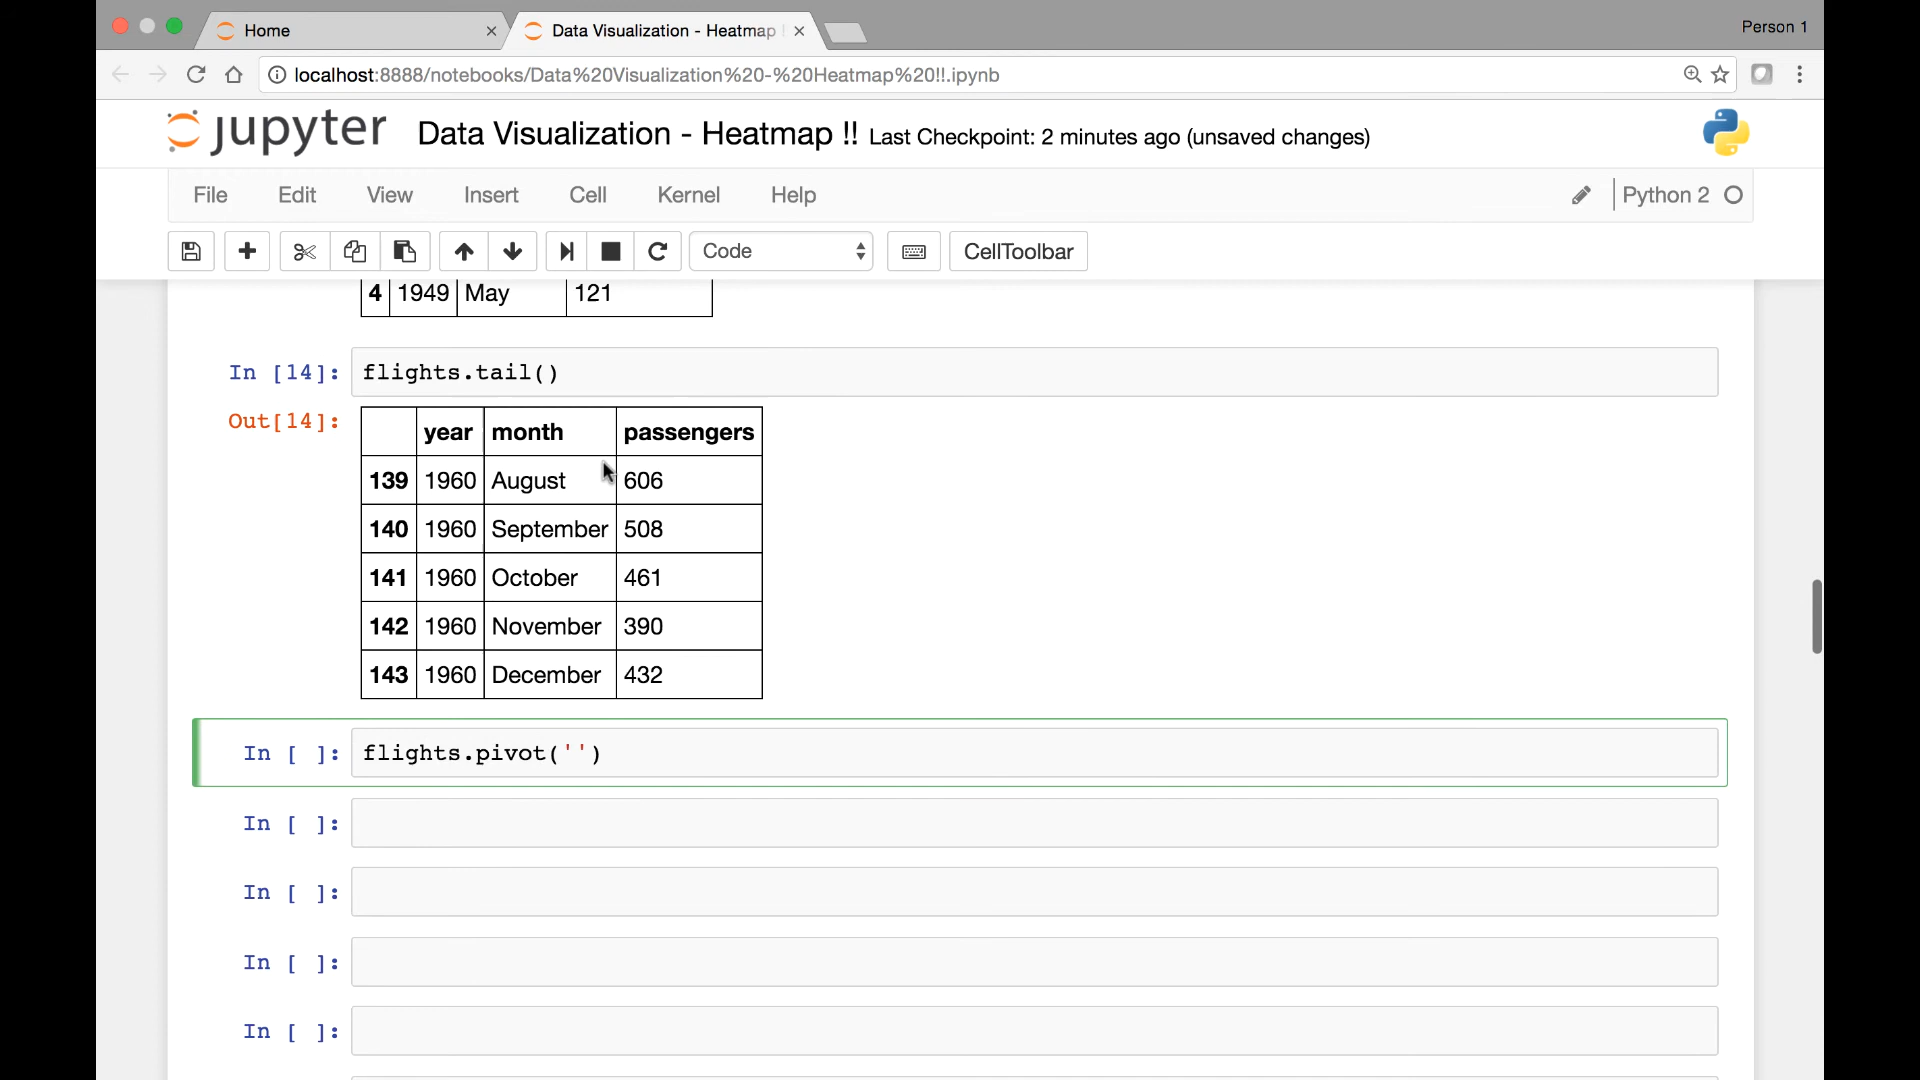 Home
Data Visualization - Heatmap
Person 1
localhost:8888/notebooks/Data%20Visualization%20-%20Heatmap%20!!.ipynb
jupyter Data Visualization - Heatmap !! Last Checkpoint: 2 minutes ago (unsaved changes)
File Edit View Insert Cell Kernel Help Python 2
Code CellToolbar
4 1949 May 121
In [14]: flights.tail()
Out[14]:
year month passengers
139 1960 August 606
140 1960 September 508
141 1960 October 461
142 1960 November 390
143 1960 December 432
In [ ]: flights.pivot('')
In [ ]:
In [ ]:
In [ ]:
In [ ]: